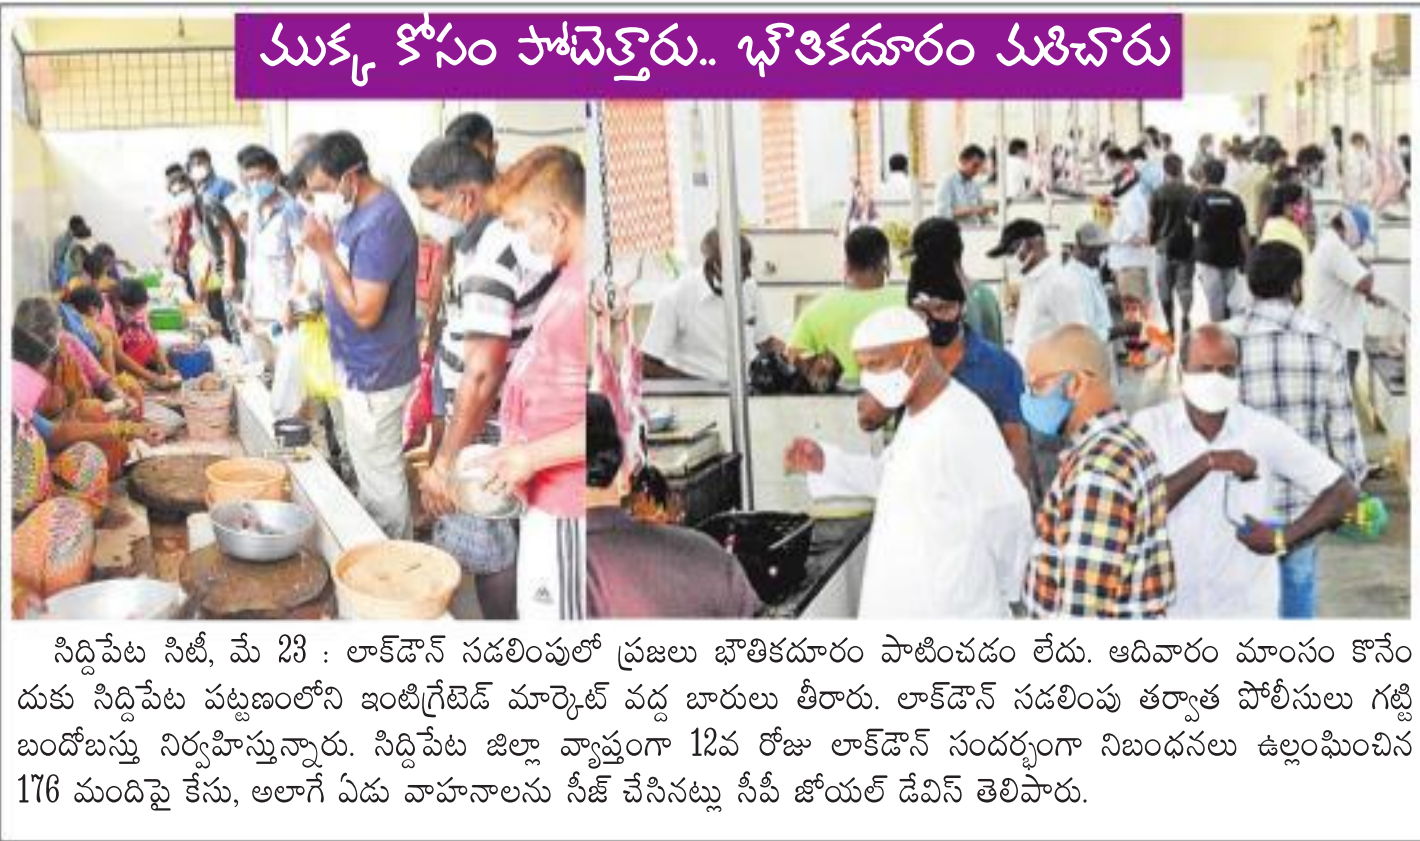 ముక్క కోసం పోటెత్తారు.. భౌతికదూరం మరిచారు
సిద్దిపేట సిటీ, మే 23 : లాక్‌డౌన్ సడలింపులో ప్రజలు భౌతికదూరం పాటించడం లేదు. ఆదివారం మాంసం కొనేం
దుకు సిద్దిపేట పట్టణంలోని ఇంటిగ్రేటెడ్ మార్కెట్ వద్ద బారులు తీరారు. లాక్‌డౌన్ సడలింపు తర్వాత పోలీసులు గట్టి
బందోబస్తు నిర్వహిస్తున్నారు. సిద్దిపేట జిల్లా వ్యాప్తంగా 12వ రోజు లాక్‌డౌన్ సందర్భంగా నిబంధనలు ఉల్లంఘించిన
176 మందిపై కేసు, అలాగే ఏడు వాహనాలను సీజ్ చేసినట్లు సీపీ జోయల్ డేవిస్ తెలిపారు.